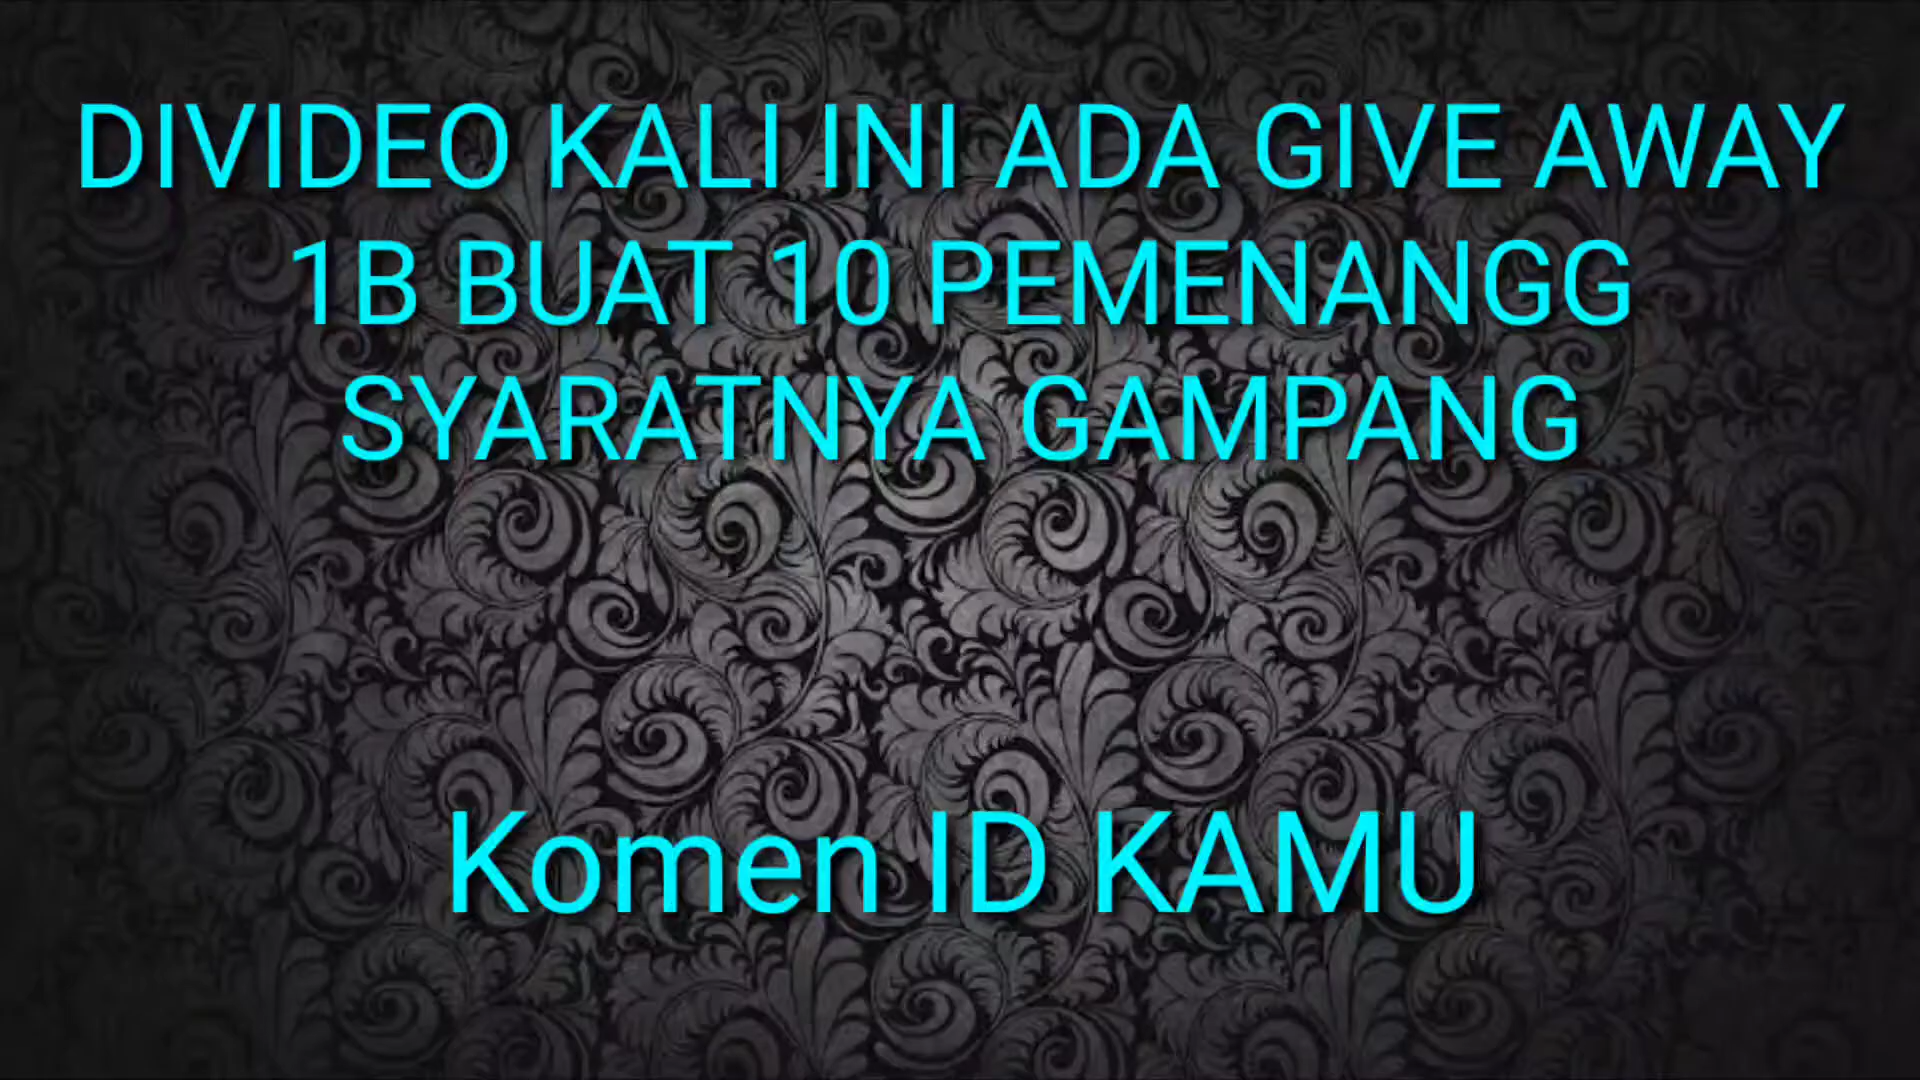 DIVIDEO KALI INI ADA GIVE AWAY
1B BUAT 10 PEMENANGG
SYARATNYA GAMPANG
Komen ID KAMU